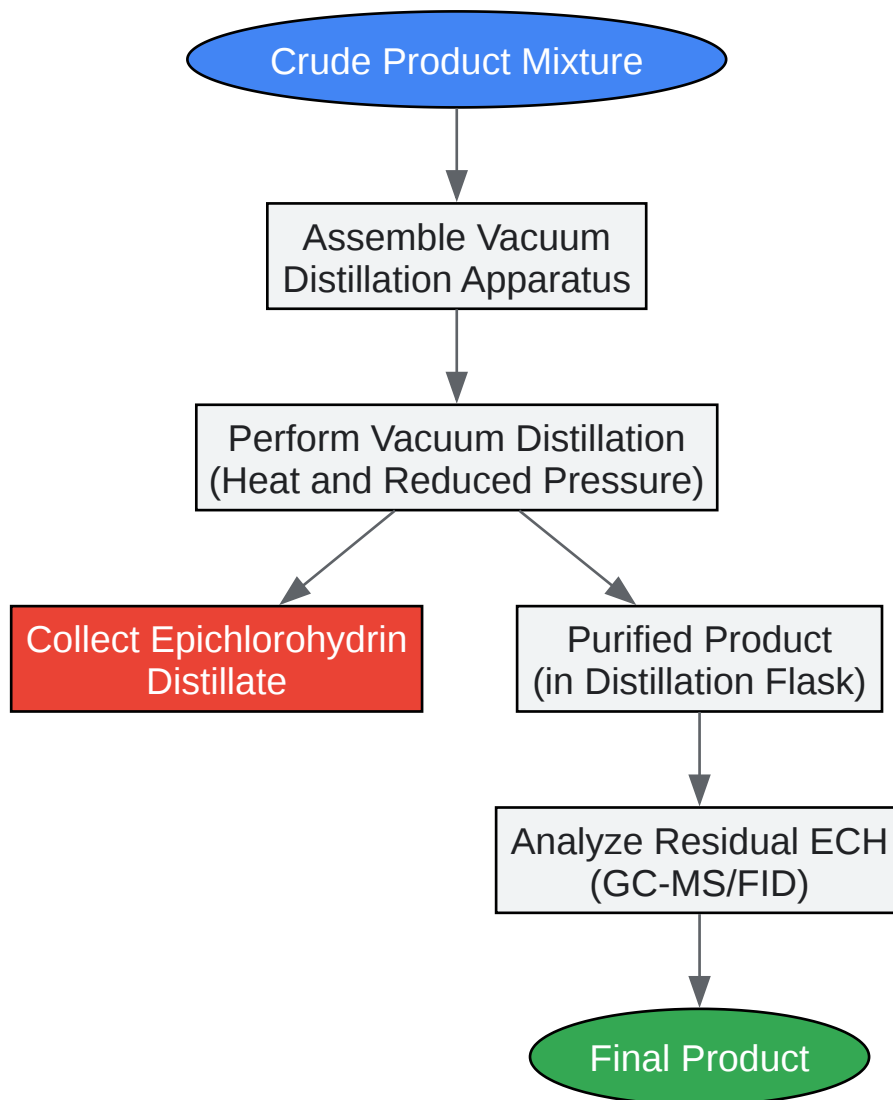 Crude Product Mixture
Assemble Vacuum
Distillation Apparatus
Perform Vacuum Distillation
(Heat and Reduced Pressure)
Collect Epichlorohydrin
Distillate
Purified Product
(in Distillation Flask)
Analyze Residual ECH
(GC-MS/FID)
Final Product